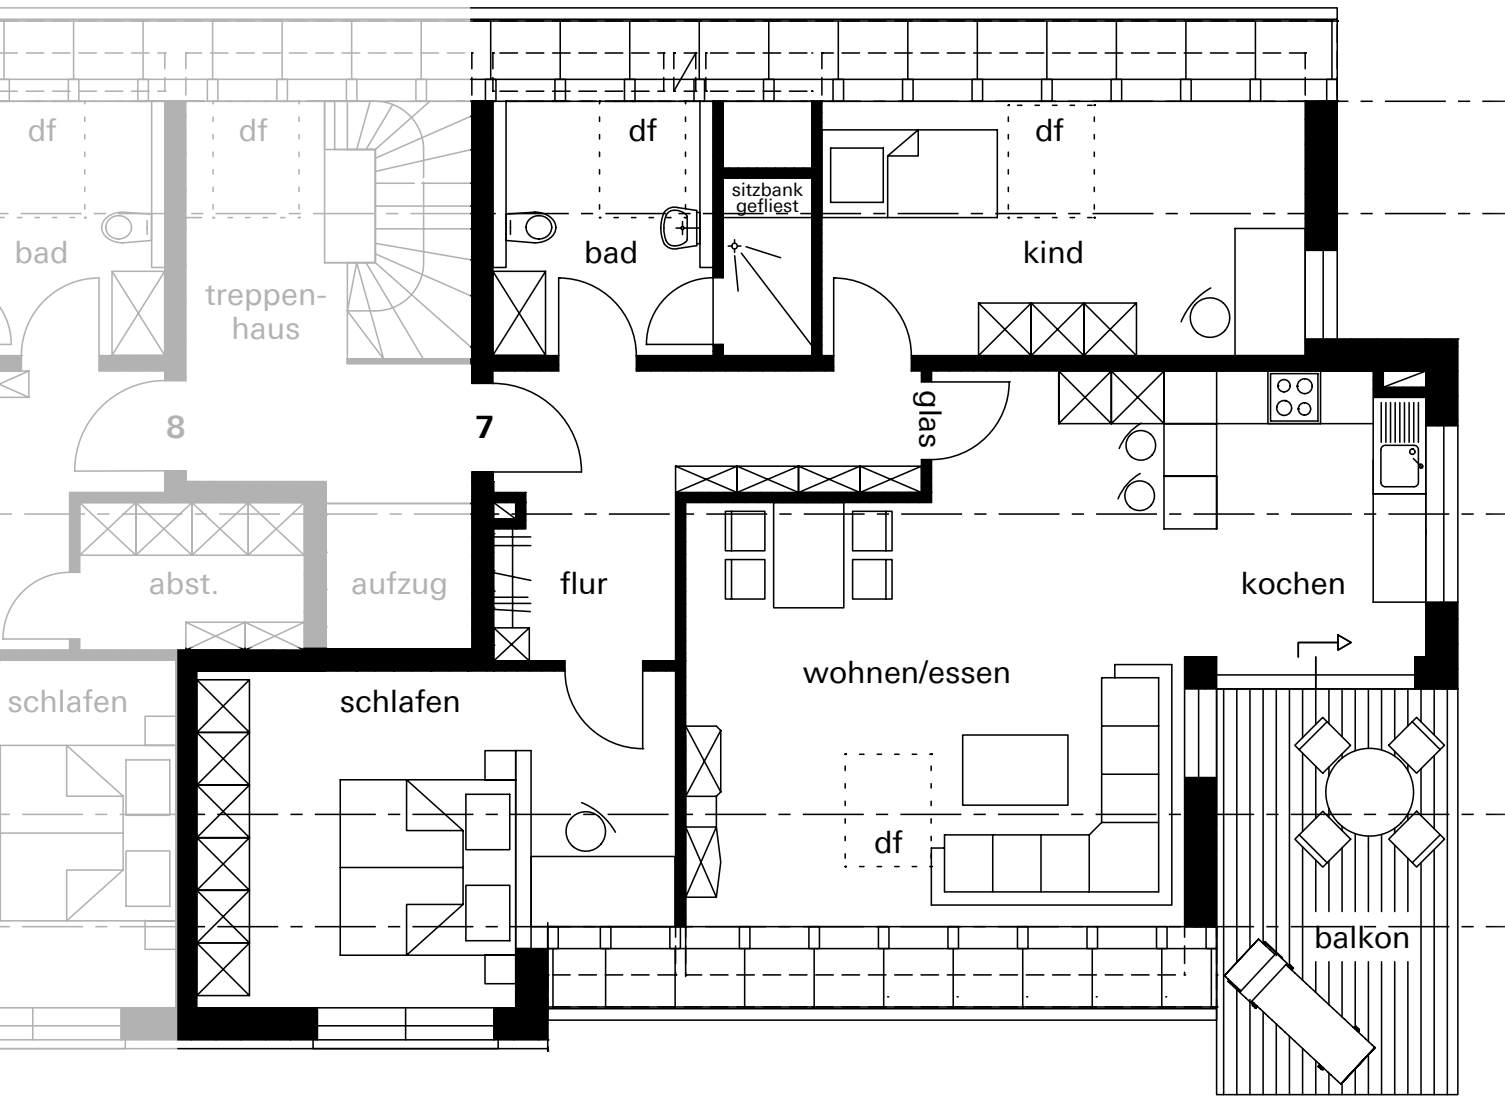 df
df
df
df
sitzbank
gefliest
bad
bad
kind
treppen-
haus
glas
8
7
abst.
aufzug
flur
kochen
wohnen/essen
schlafen
schlafen
df
balkon